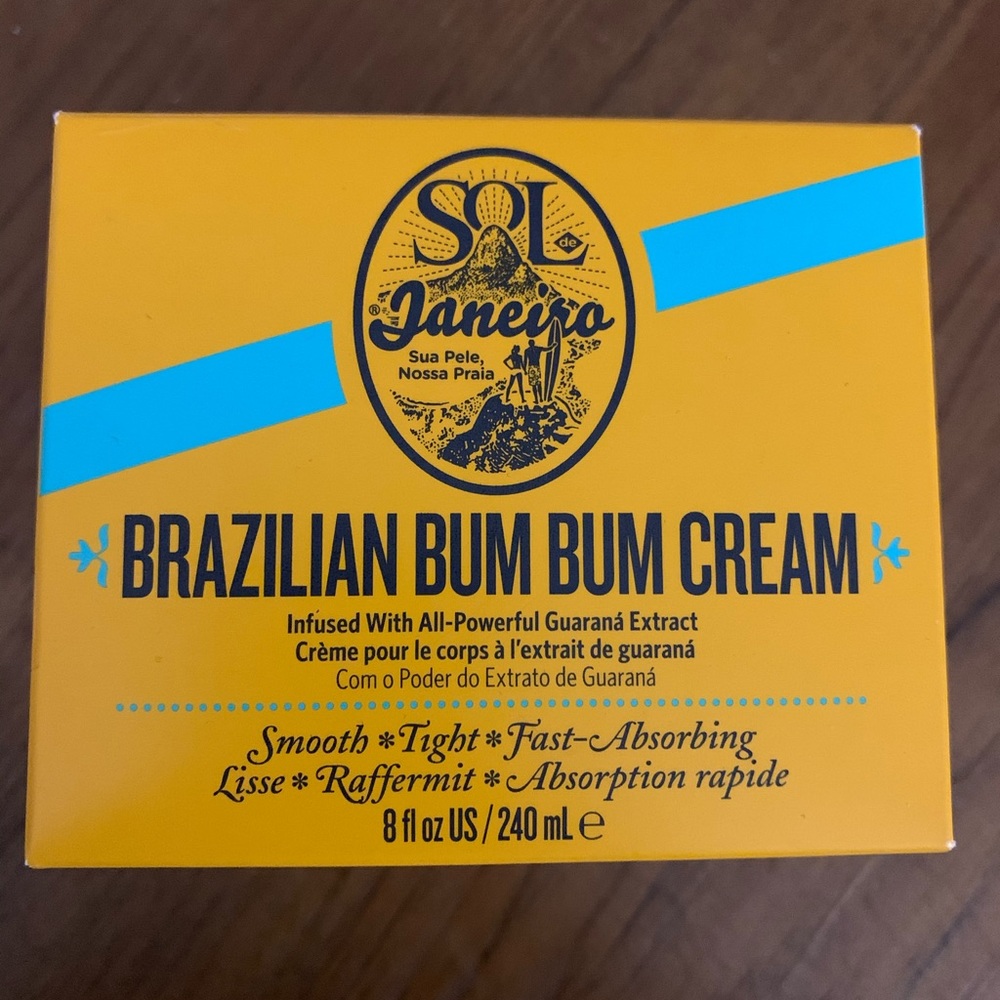 SOL de
Janeiro®
Sua Pele,
Nossa Praia
BRAZILIAN BUM BUM CREAM
Infused With All-Powerful Guaraná Extract
Crème pour le corps à l'extrait de guaraná
Com o Poder do Extrato de Guaraná
Smooth * Tight * Fast-Absorbing
Lisse * Raffermit * Absorption rapide
8 fl oz US / 240 mL ℮